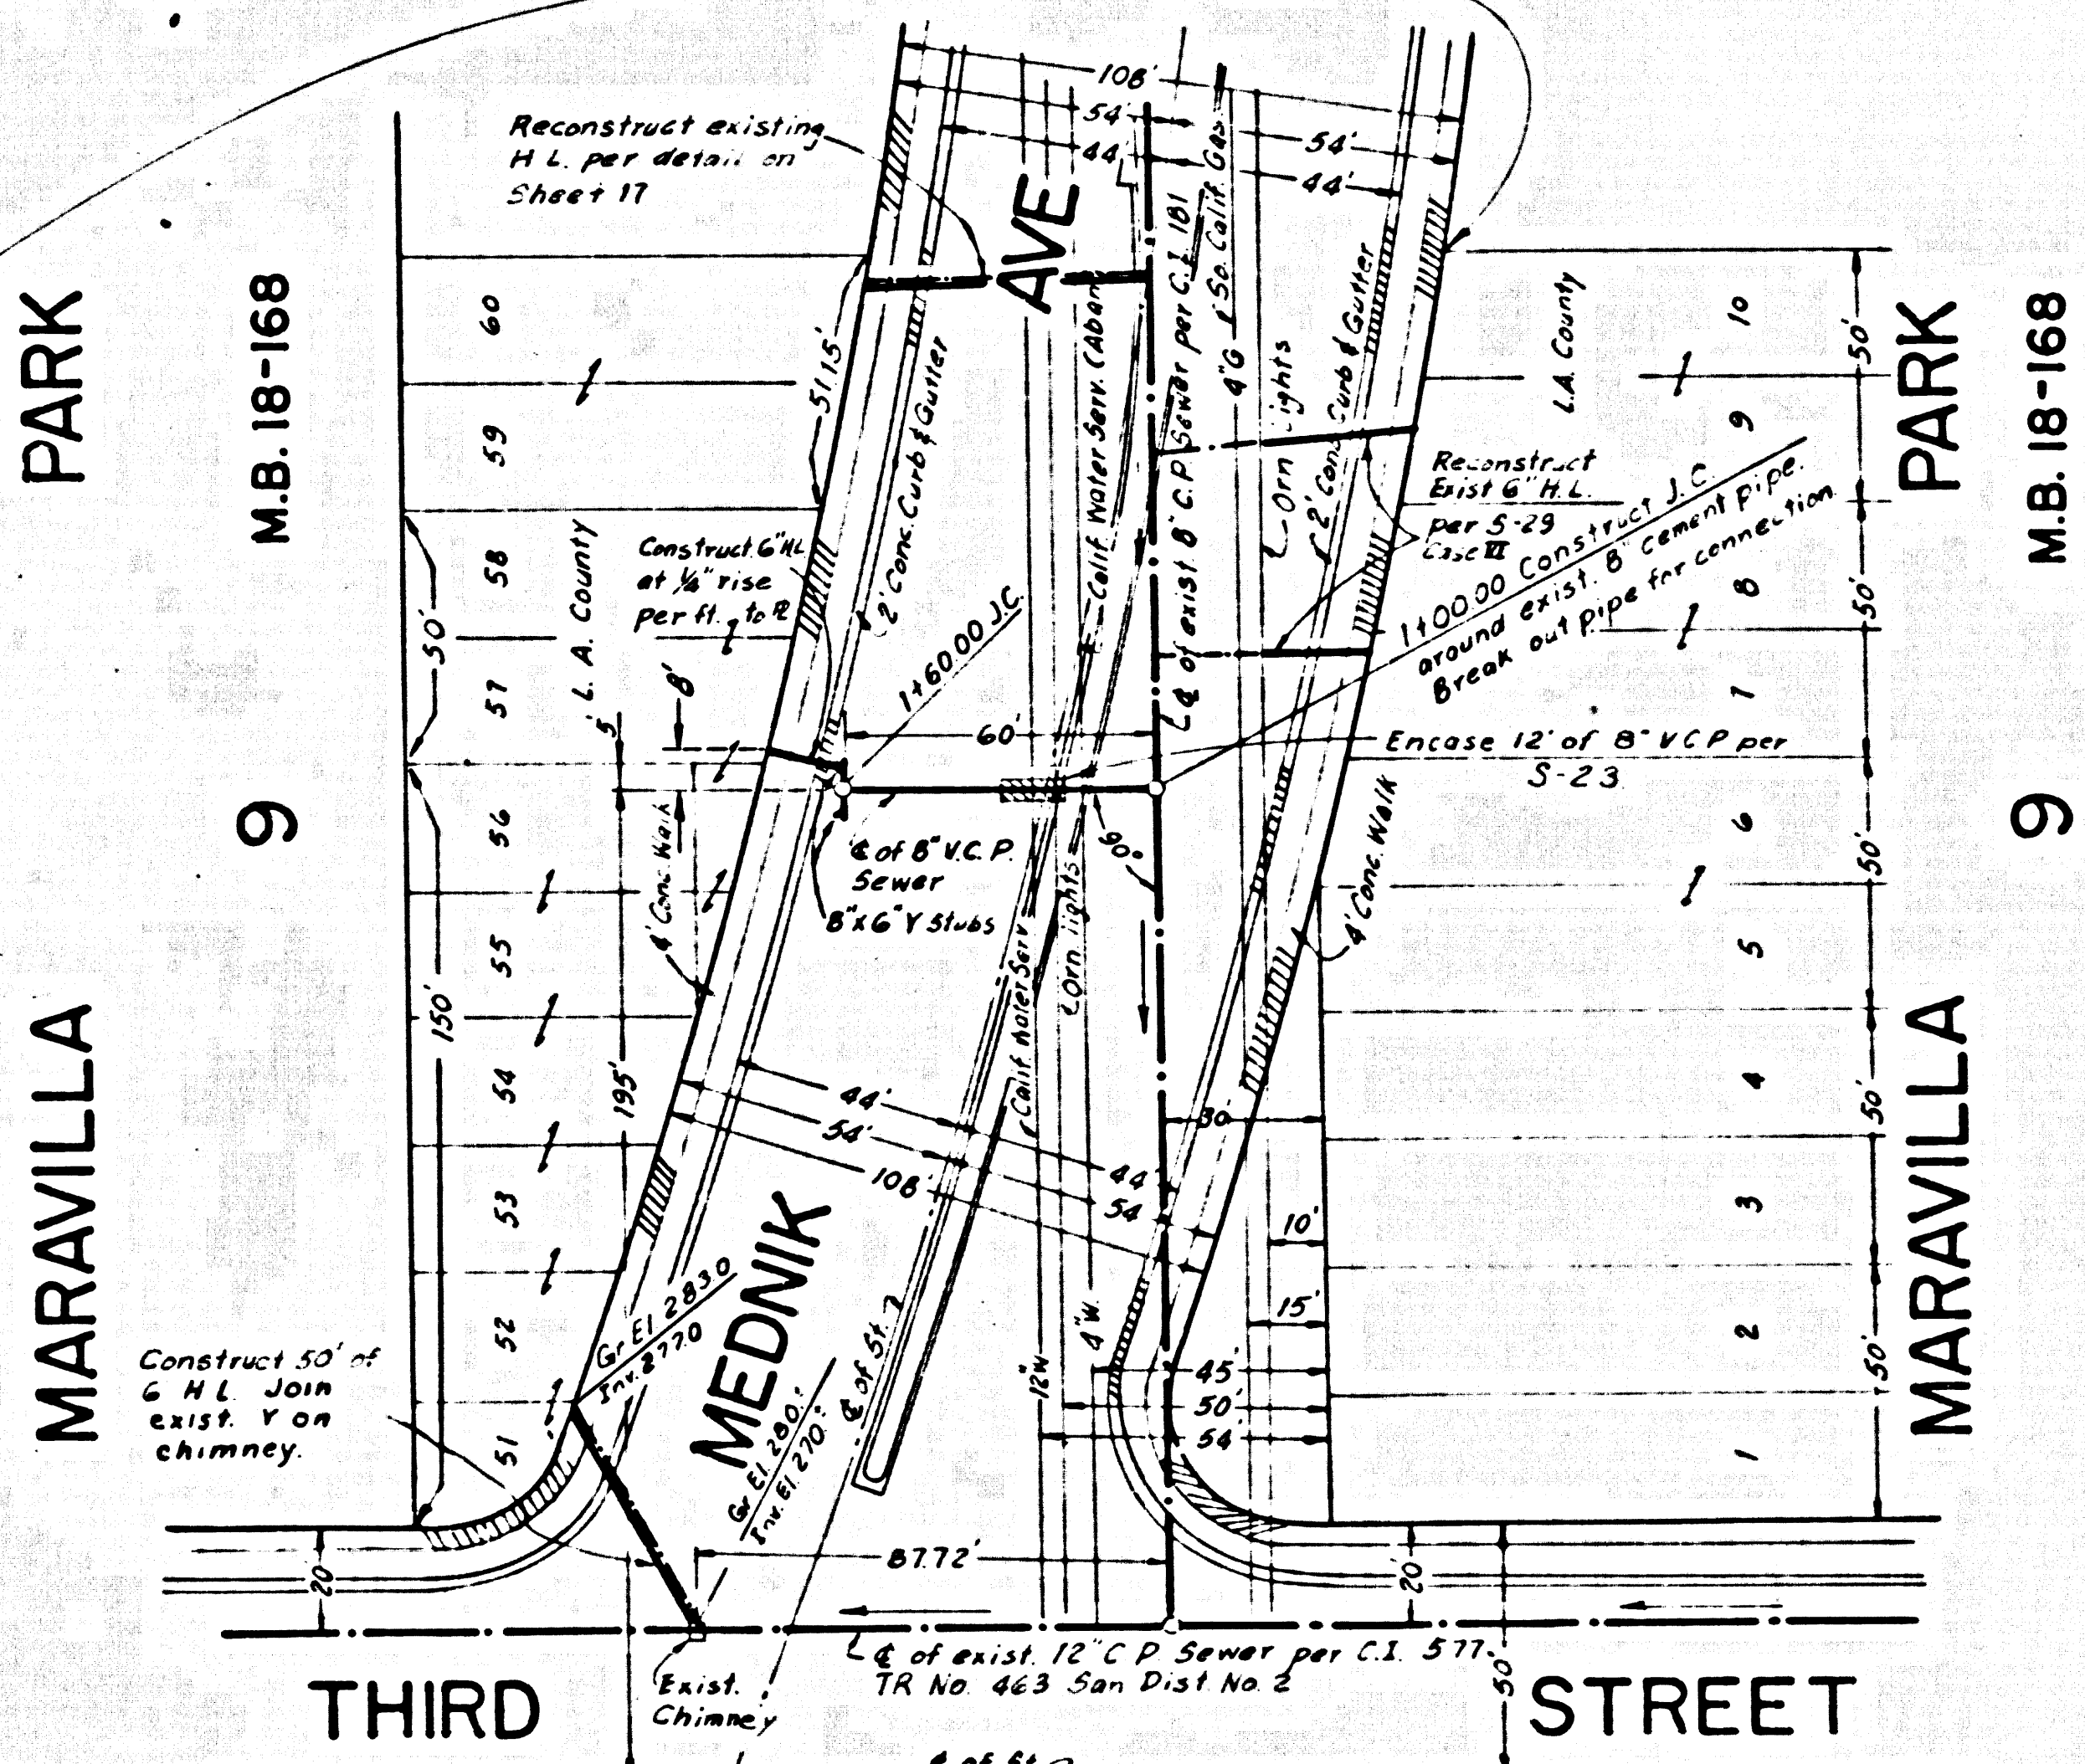 108'
54'
44'
54'
44'
Reconstruct existing
H L. per detail on
Sheet 17
AVE
PARK
M.B. 18-168
60
59
58
57
56
55
54
53
52
51
51.15'
2' Conc. Curb & Gutter
Calif. Water Serv. (Aban
℄ of exist. 8" C.P. Sewer per C.I. 181
4"G
So. Calif. Gas
Orn lights
2' Conc Curb & Gutter
L.A. County
10
9
8
7
6
5
4
3
2
1
50'
50'
50'
50'
50'
PARK
M.B. 18-168
Reconstruct
Exist 6" H.L.
per S-29
Case VI
1+00.00 Construct J.C.
around exist. 8" cement pipe.
Break out pipe for connection
L. A. County
Construct 6" HL
at ¼" rise
per ft. to PL
50'
5'
8'
1+60.00 J.C.
60'
Encase 12' of 8" VCP per
S-23
9
9
4' Conc. Walk
℄ of 8" V.C.P.
Sewer
8"x6" Y Stubs
90°
4' Conc. Walk
Calif Water Serv
Orn lights
150'
195'
MARAVILLA
MARAVILLA
44'
54'
108'
44'
54'
30'
10'
15'
45'
50'
54'
12"W
4"W.
MEDNIK
Gr El 283.0
Inv. 277.0
Gr El. 280.±
Inv. El. 270.±
℄ of St.
Construct 50' of
6 H L Join
exist. Y on
chimney.
20'
87.72'
20'
℄ of exist. 12" C P Sewer per C.I. 577.
TR No. 463 San Dist. No. 2
Exist.
Chimney
50'
THIRD
STREET
℄ of St